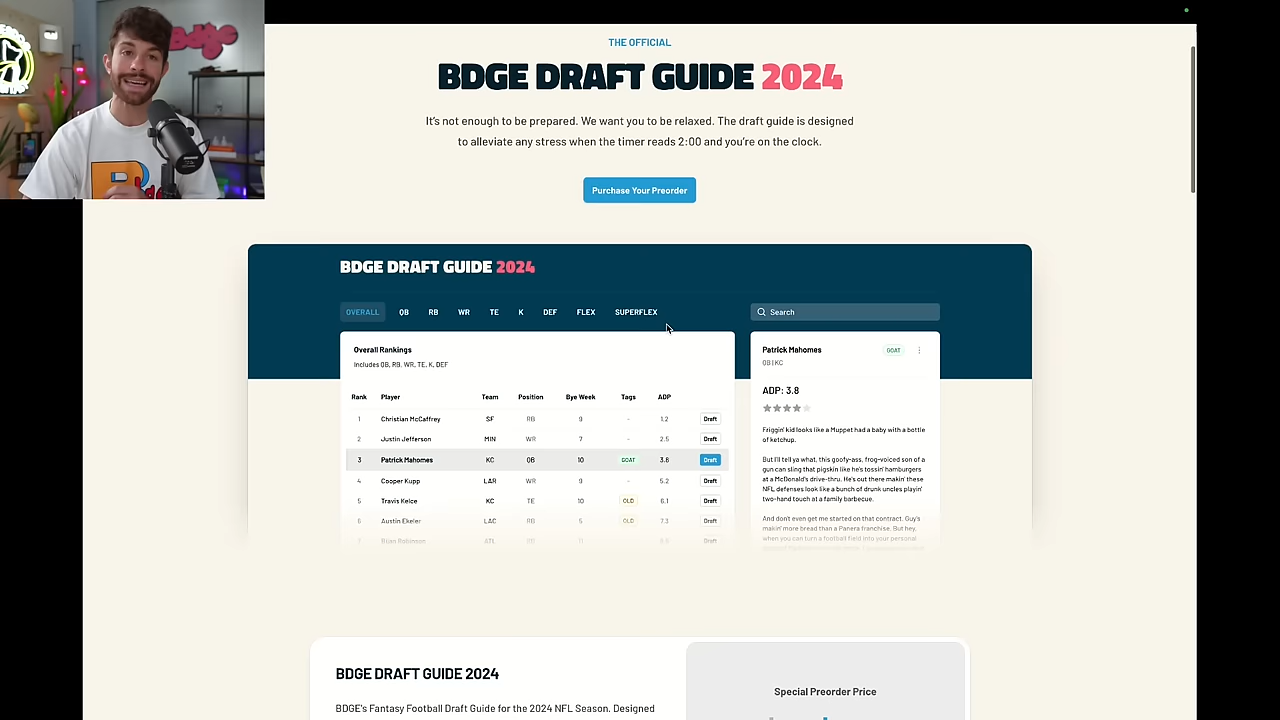 THE OFFICIAL
BDGE DRAFT GUIDE 2024
It's not enough to be prepared. We want you to be relaxed. The draft guide is designed
to alleviate any stress when the timer reads 2:00 and you're on the clock.
Purchase Your Preorder
BDGE DRAFT GUIDE 2024
OVERALL QB RB WR TE K DEF FLEX SUPERFLEX
Search
Overall Rankings
Includes QB, RB, WR, TE, K, DEF
Rank Player Team Position Bye Week Tags ADP
1 Christian McCaffrey SF RB 9 - 1.2 Draft
2 Justin Jefferson MIN WR 7 - 2.5 Draft
3 Patrick Mahomes KC QB 10 GOAT 3.8 Draft
4 Cooper Kupp LAR WR 9 - 5.2 Draft
5 Travis Kelce KC TE 10 OLD 6.1 Draft
6 Austin Ekeler LAC RB 5 OLD 7.3 Draft
Bijan Robinson ATL RB 11 Draft
Patrick Mahomes GOAT
QB | KC
ADP: 3.8
Friggin' kid looks like a Muppet had a baby with a bottle
of ketchup.
But I'll tell ya what, this goofy-ass, frog-voiced son of a
gun can sling that pigskin like he's tossin' hamburgers
at a McDonald's drive-thru. He's out there makin' these
NFL defenses look like a bunch of drunk uncles playin'
two-hand touch at a family barbecue.
And don't even get me started on that contract. Guy's
makin' more bread than a Panera franchise. But hey,
when you can turn a football field into your personal
BDGE DRAFT GUIDE 2024
BDGE's Fantasy Football Draft Guide for the 2024 NFL Season. Designed
Special Preorder Price